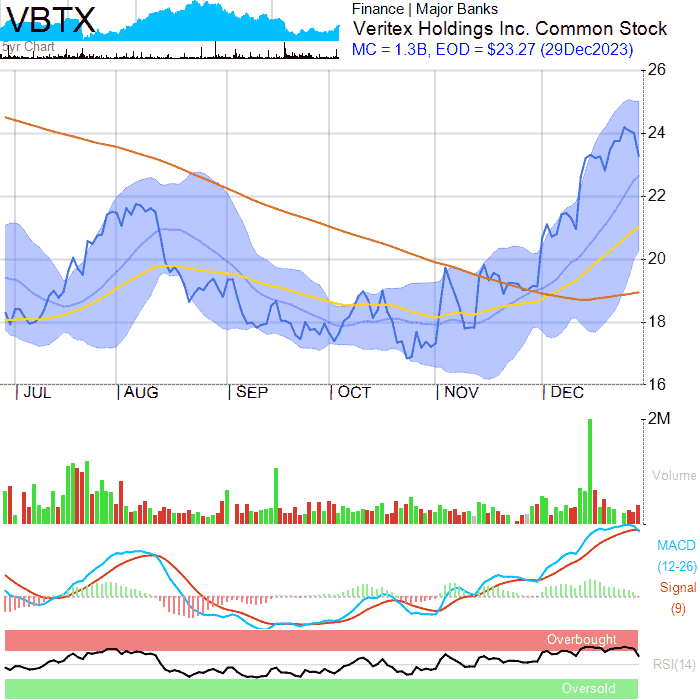 VBTX
5yr Chart
Finance | Major Banks
Veritex Holdings Inc. Common Stock
MC = 1.3B, EOD = $23.27 (29Dec2023)
26
24
22
20
18
16
JUL AUG SEP OCT NOV DEC
2M
Volume
MACD
(12-26)
Signal
(9)
Overbought
RSI(14)
Oversold